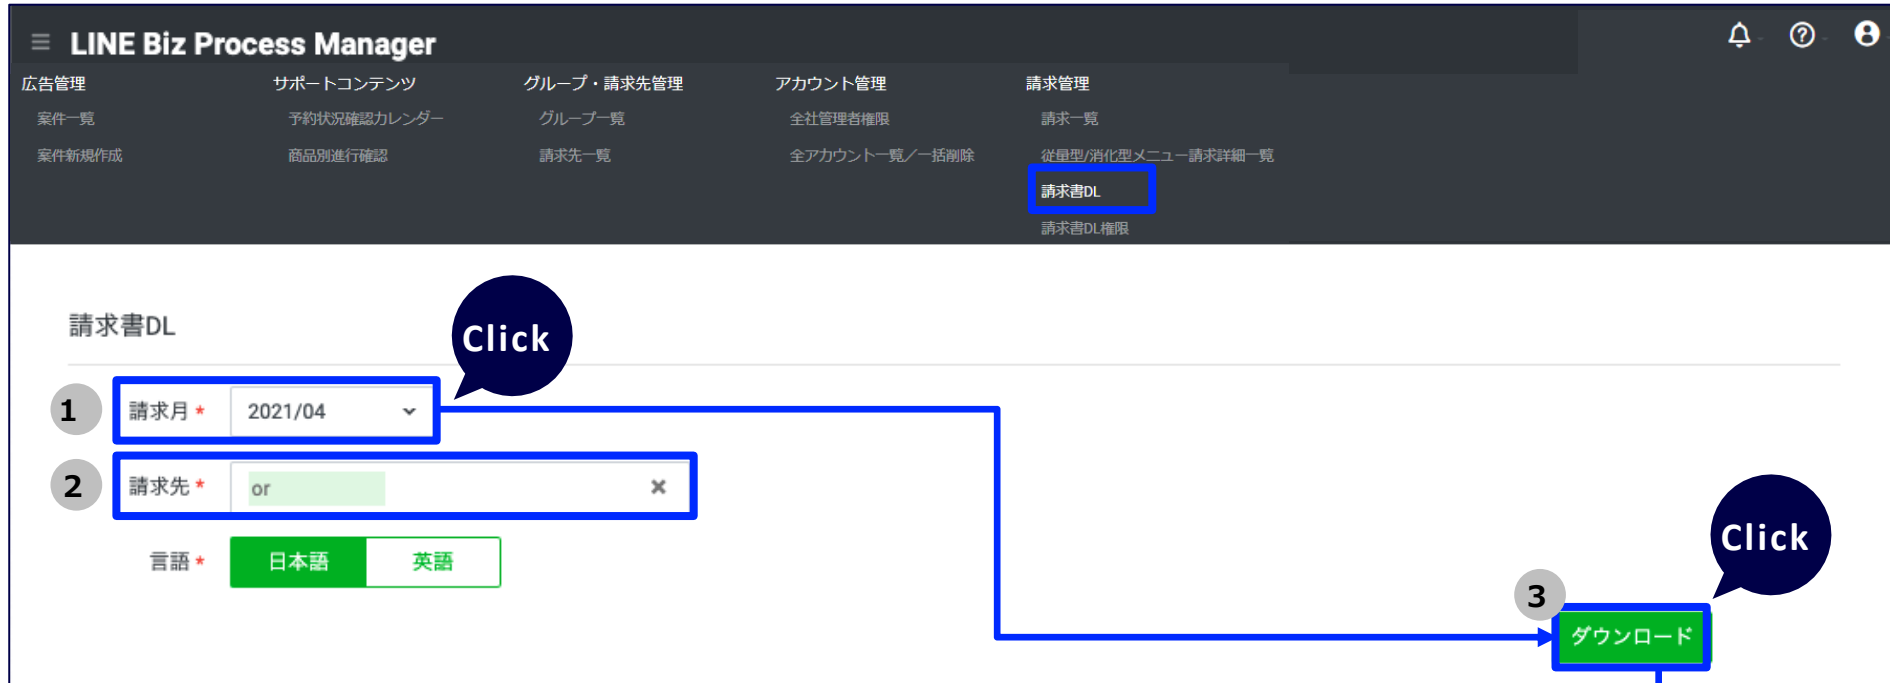 LINE Biz Process Manager
広告管理
案件一覧
案件新規作成
サポートコンテンツ
予約状況確認カレンダー
商品別進行確認
グループ・請求先管理
グループ一覧
請求先一覧
アカウント管理
全社管理者権限
全アカウント一覧／一括削除
請求管理
請求一覧
従量型/消化型メニュー請求詳細一覧
請求書DL
請求書DL権限
請求書DL
Click
1 請求月* 2021/04
2 請求先* or
言語* 日本語 英語
Click
3
ダウンロード